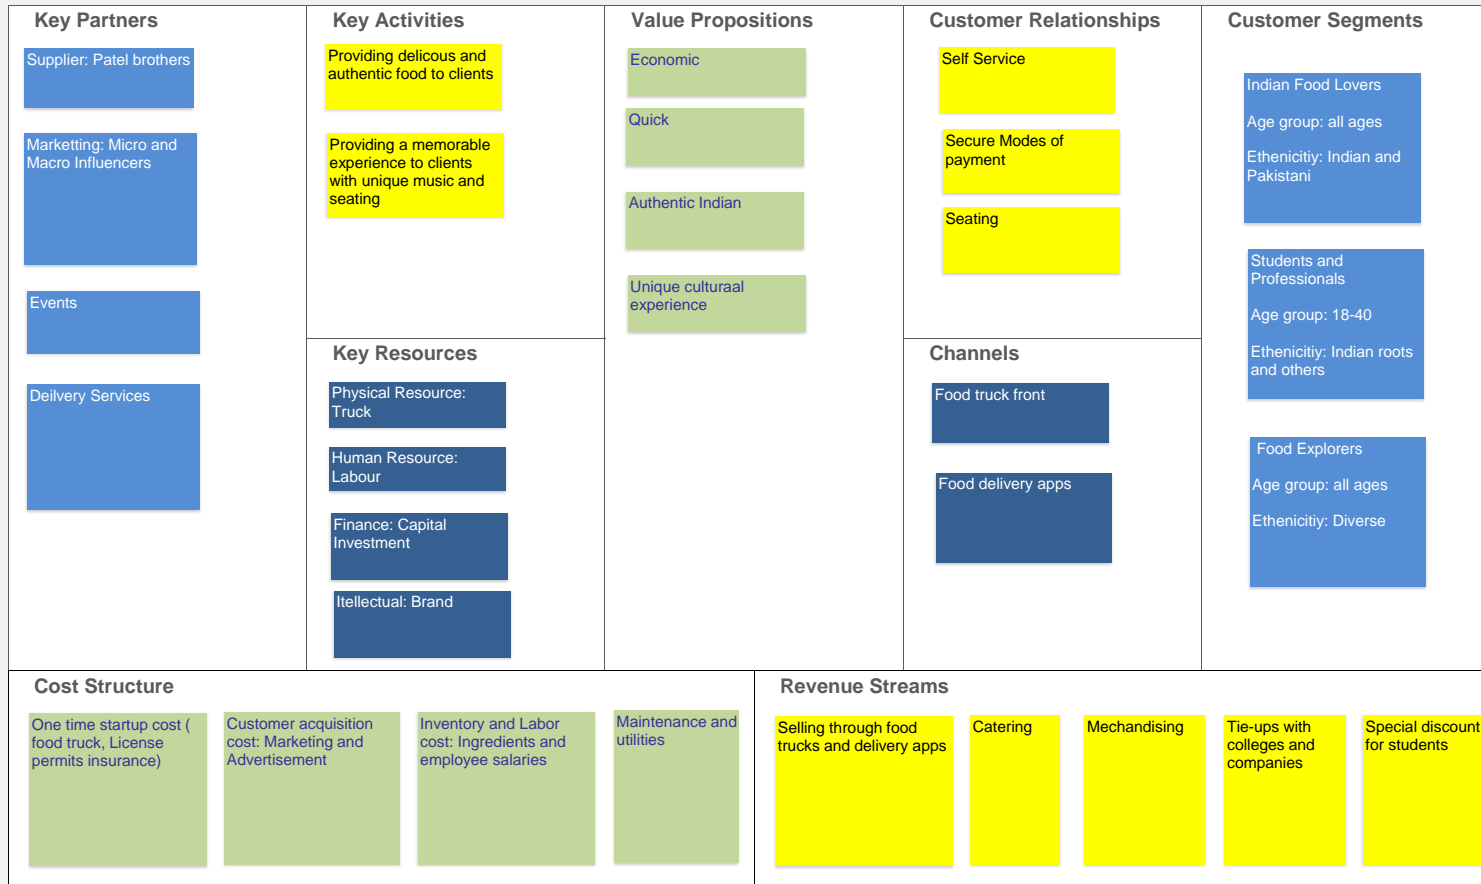 Key Partners
Supplier: Patel brothers
Marketting: Micro and
Macro Influencers
Events
Deilvery Services
Key Activities
Providing delicous and
authentic food to clients
Providing a memorable
experience to clients
with unique music and
seating
Key Resources
Physical Resource:
Truck
Human Resource:
Labour
Finance: Capital
Investment
Itellectual: Brand
Value Propositions
Economic
Quick
Authentic Indian
Unique culturaal
experience
Customer Relationships
Self Service
Secure Modes of
payment
Seating
Channels
Food truck front
Food delivery apps
Customer Segments
Indian Food Lovers
Age group: all ages
Ethenicitiy: Indian and
Pakistani
Students and
Professionals
Age group: 18-40
Ethenicitiy: Indian roots
and others
Food Explorers
Age group: all ages
Ethenicitiy: Diverse
Cost Structure
One time startup cost (
food truck, License
permits insurance)
Customer acquisition
cost: Marketing and
Advertisement
Inventory and Labor
cost: Ingredients and
employee salaries
Maintenance and
utilities
Revenue Streams
Selling through food
trucks and delivery apps
Catering
Mechandising
Tie-ups with
colleges and
companies
Special discount
for students